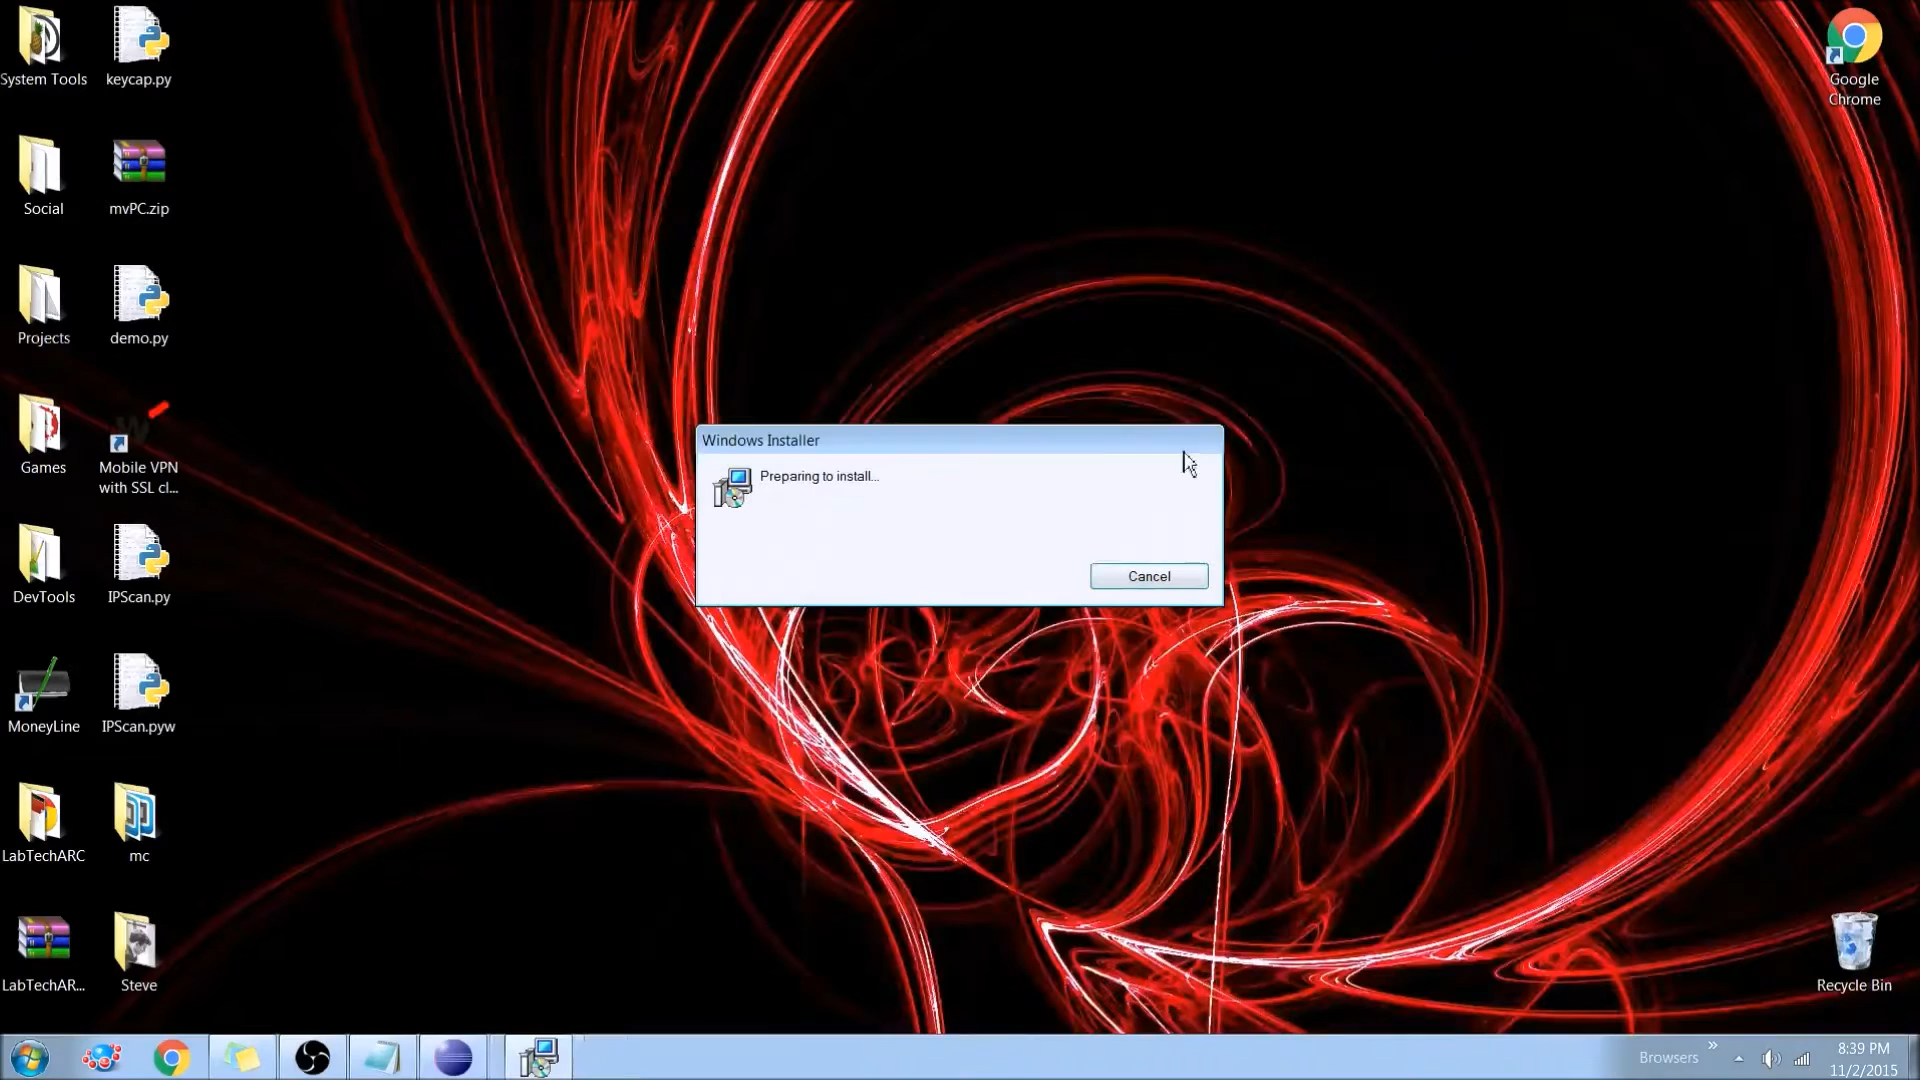 System Tools
keycap.py
Google
Chrome
Social
mvPC.zip
Projects
demo.py
Games
Mobile VPN
with SSL cl...
Windows Installer
Preparing to install...
Cancel
DevTools
IPScan.py
MoneyLine
IPScan.pyw
LabTechARC
mc
LabTechAR...
Steve
Recycle Bin
Browsers
»
8:39 PM
11/2/2015